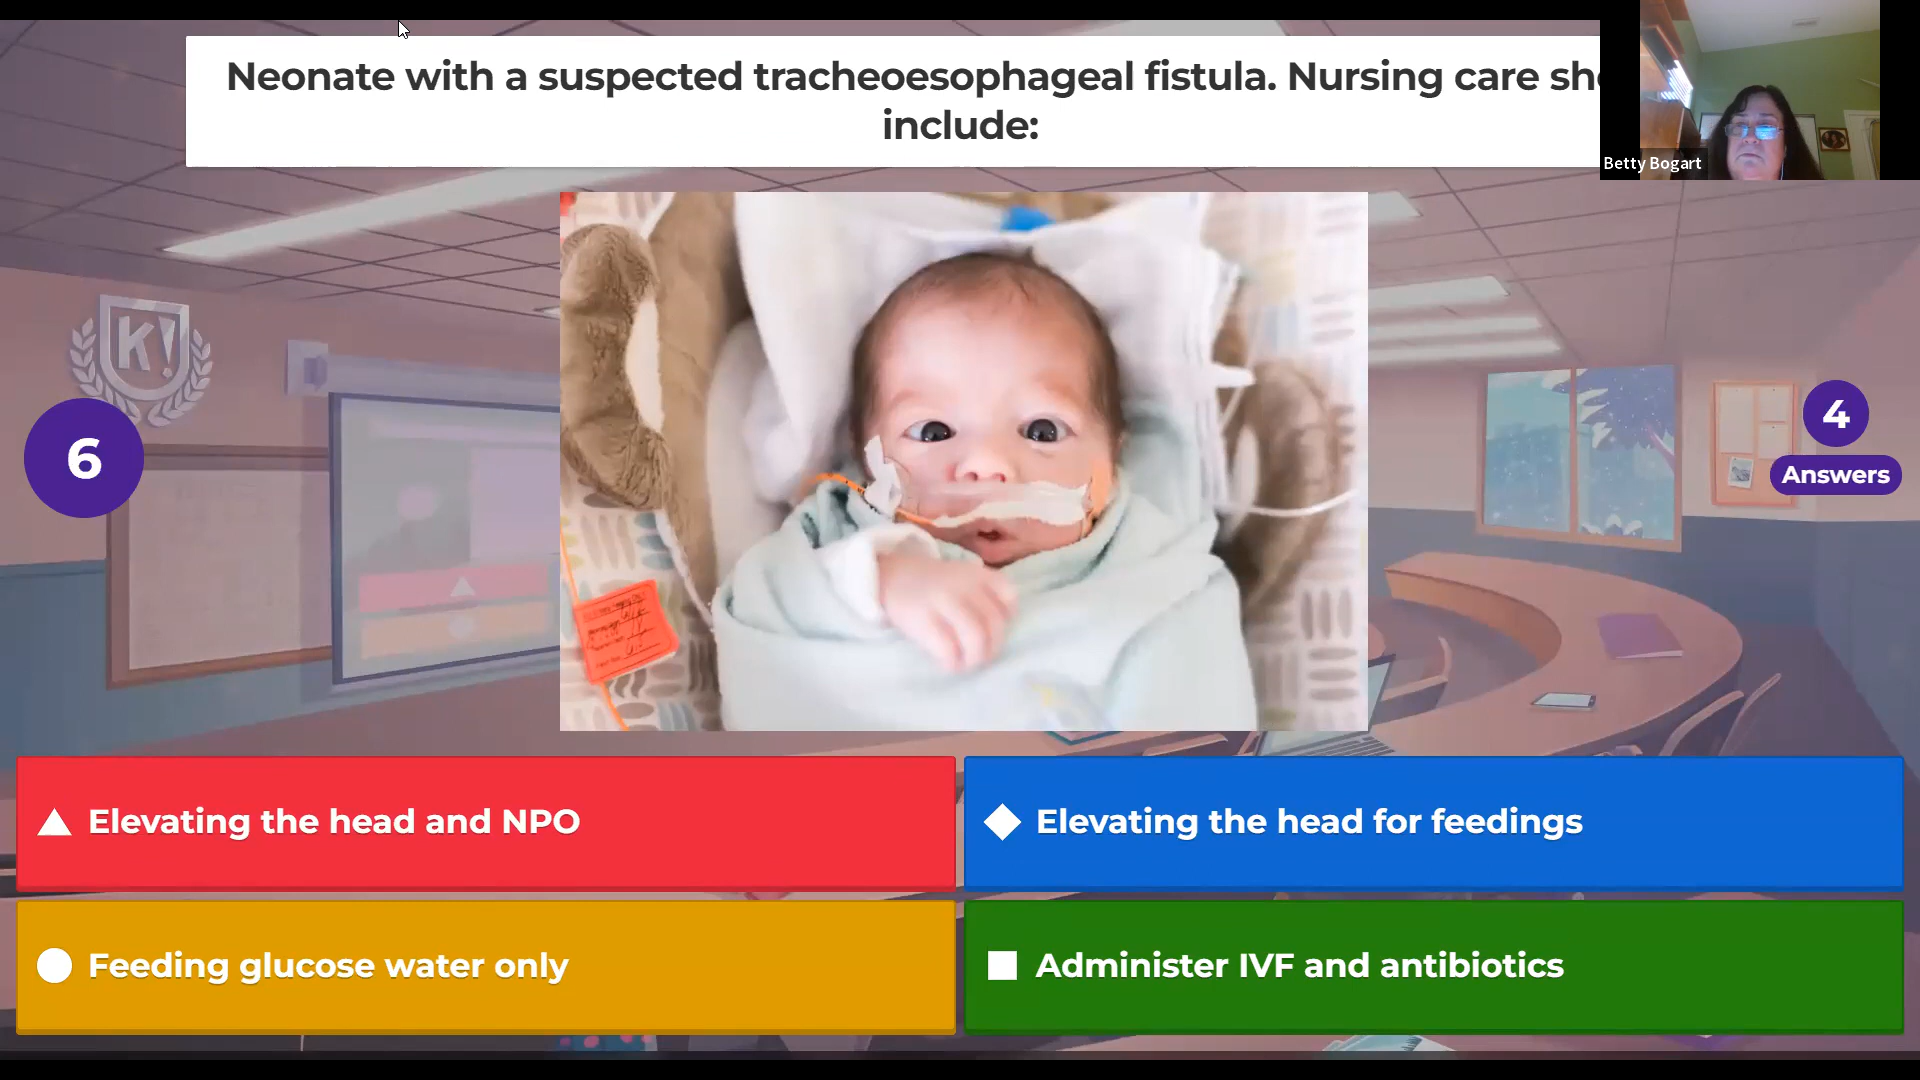 Neonate with a suspected tracheoesophageal fistula. Nursing care sho
include:
Betty Bogart
K!
6
4
Answers
Elevating the head and NPO
Elevating the head for feedings
Feeding glucose water only
Administer IVF and antibiotics